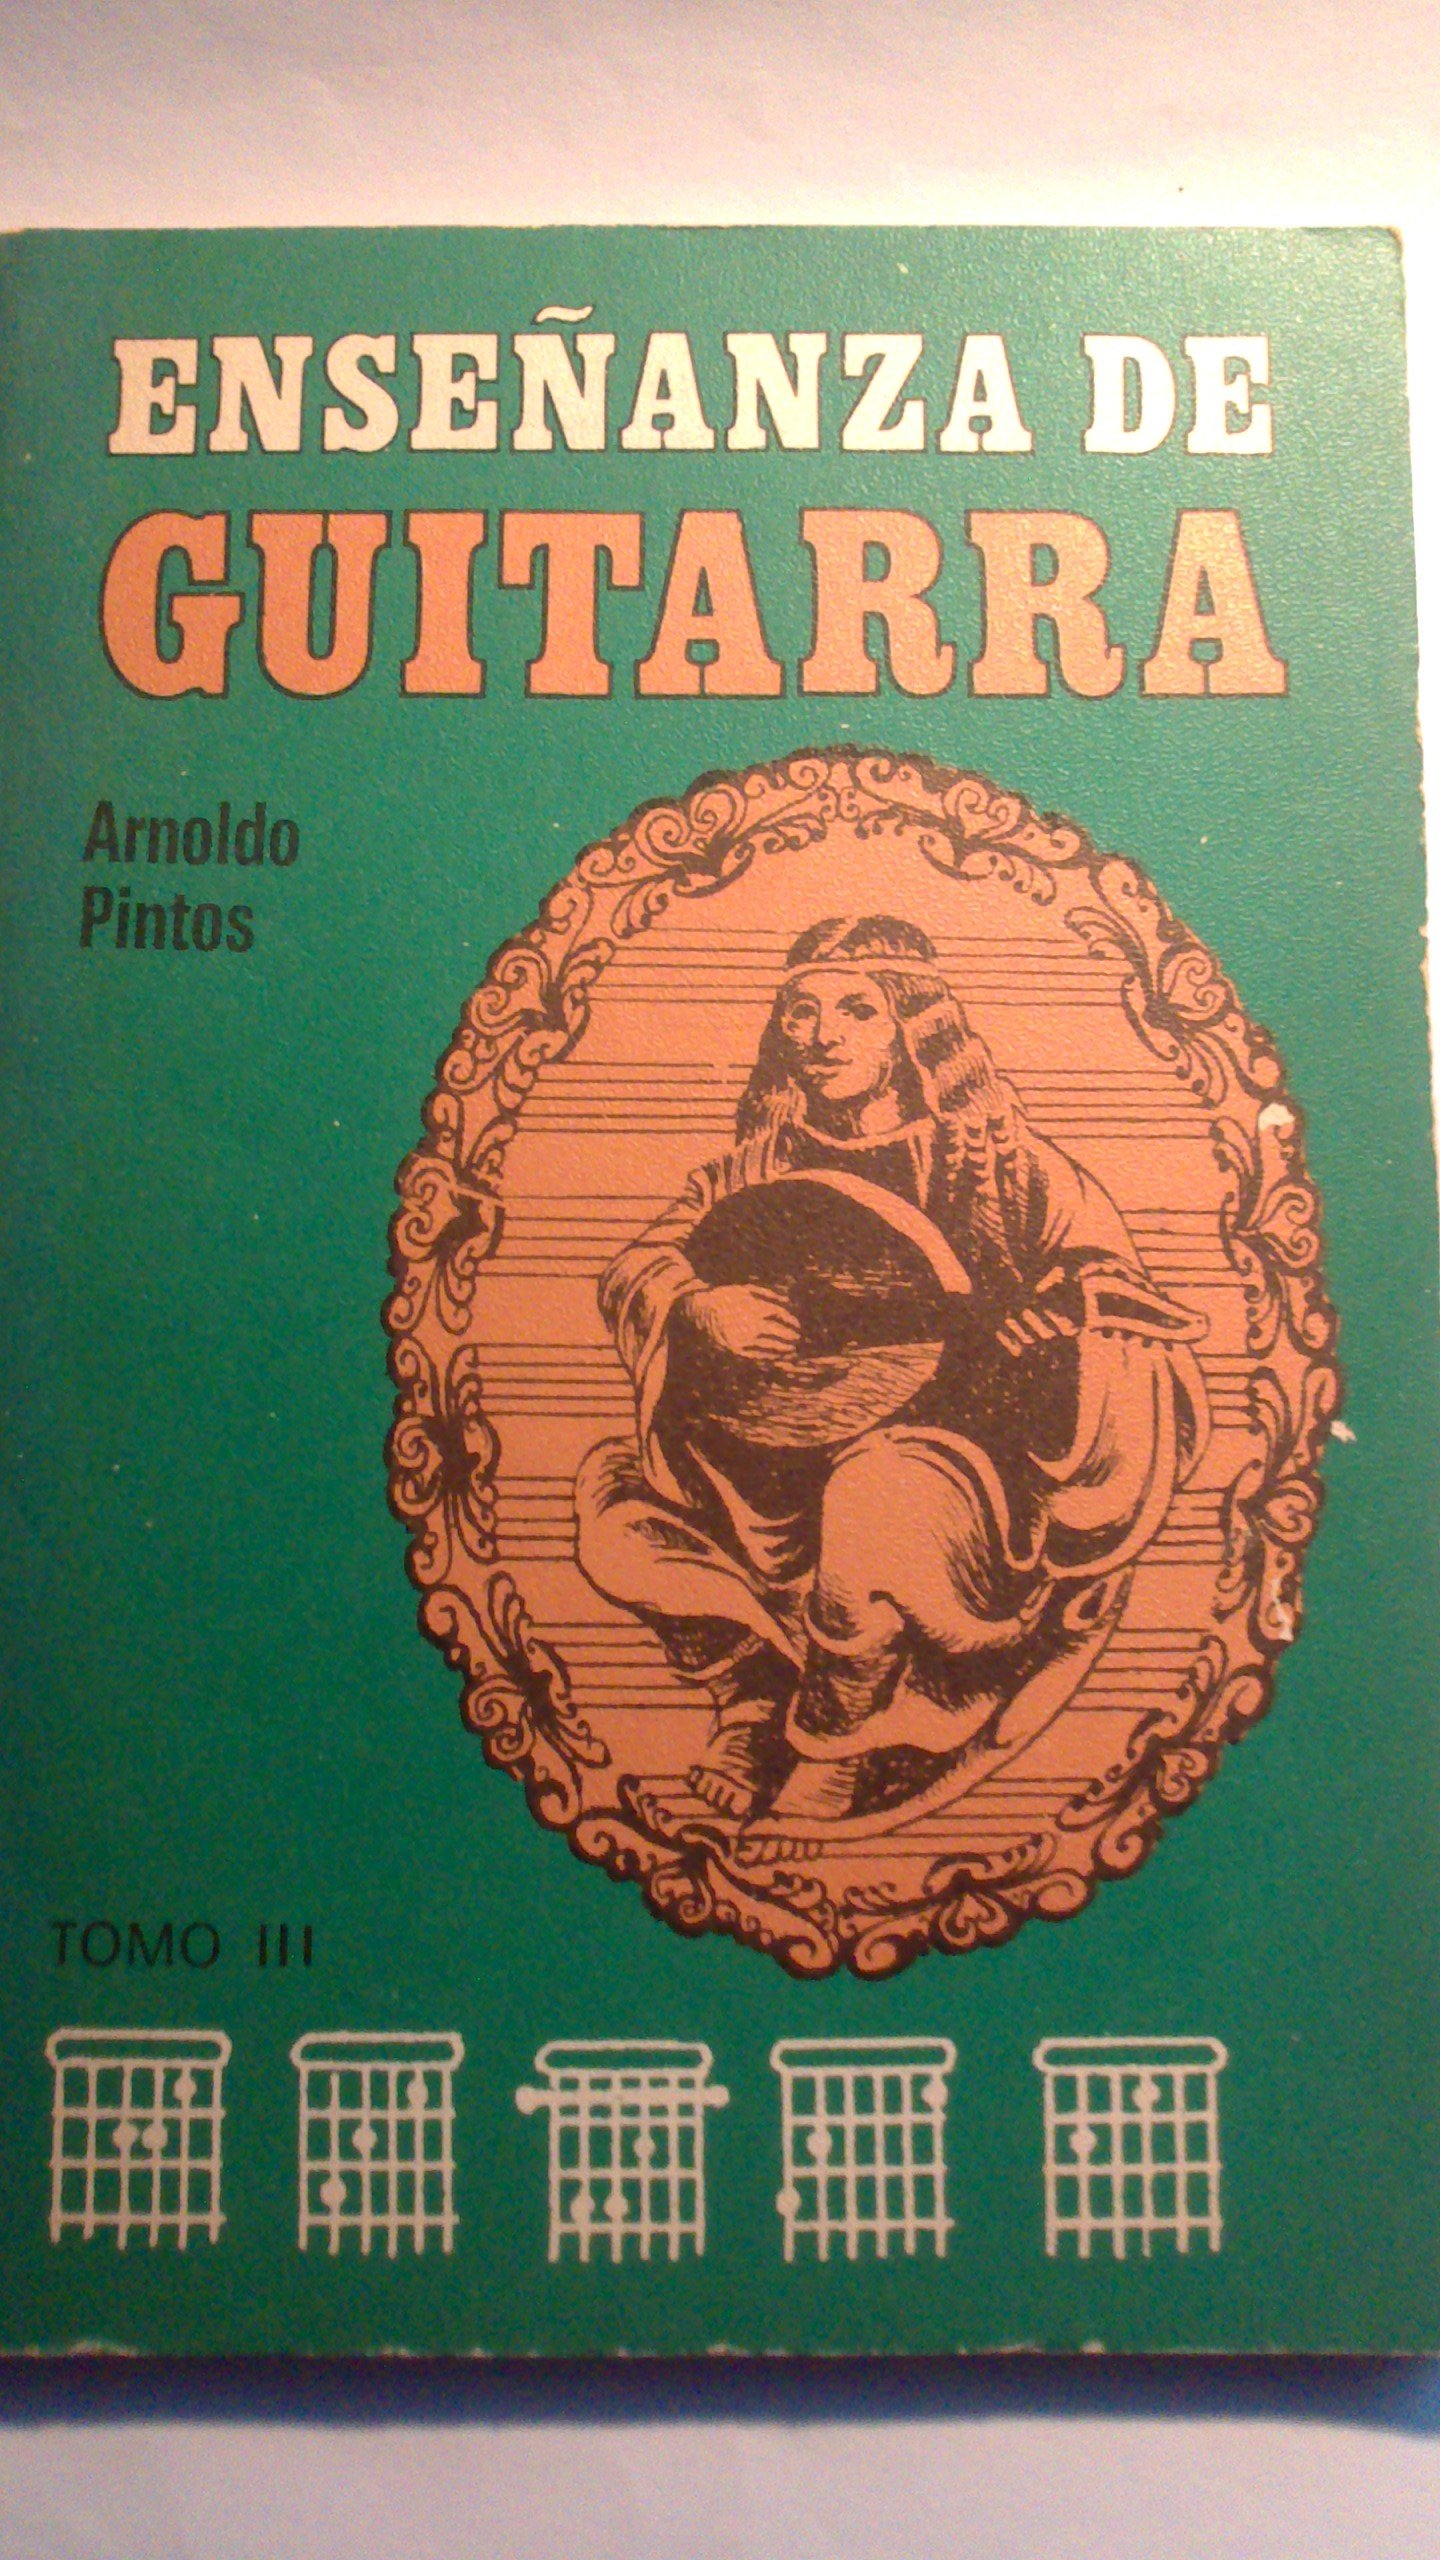 ENSEÑANZA DE
GUITARRA
Arnoldo
Pintos
TOMO III